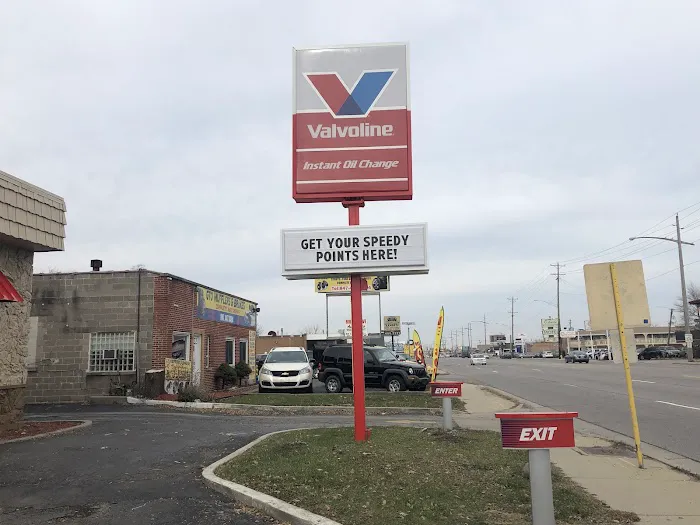 Valvoline
Instant Oil Change
GET YOUR SPEEDY
POINTS HERE!
ENTER
EXIT